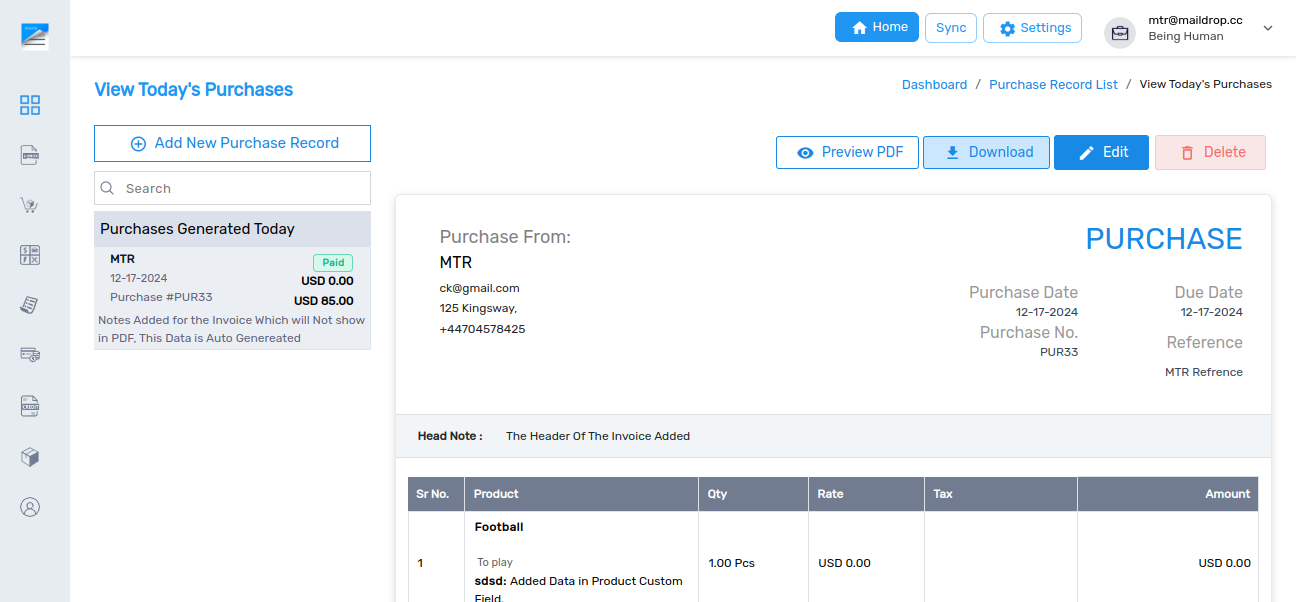 Home
Sync
Settings
mtr@maildrop.cc
Being Human
View Today's Purchases
Dashboard / Purchase Record List / View Today's Purchases
Add New Purchase Record
Search
Purchases Generated Today
MTR
Paid
12-17-2024
USD 0.00
Purchase #PUR33
USD 85.00
Notes Added for the Invoice Which will Not show
in PDF, This Data is Auto Genereated
Preview PDF
Download
Edit
Delete
Purchase From:
MTR
ck@gmail.com
125 Kingsway,
+44704578425
PURCHASE
Purchase Date
12-17-2024
Purchase No.
PUR33
Due Date
12-17-2024
Reference
MTR Refrence
Head Note : The Header Of The Invoice Added
Sr No. Product Qty Rate Tax Amount
Football
To play
1 1.00 Pcs USD 0.00 USD 0.00
sdsd: Added Data in Product Custom
Field.